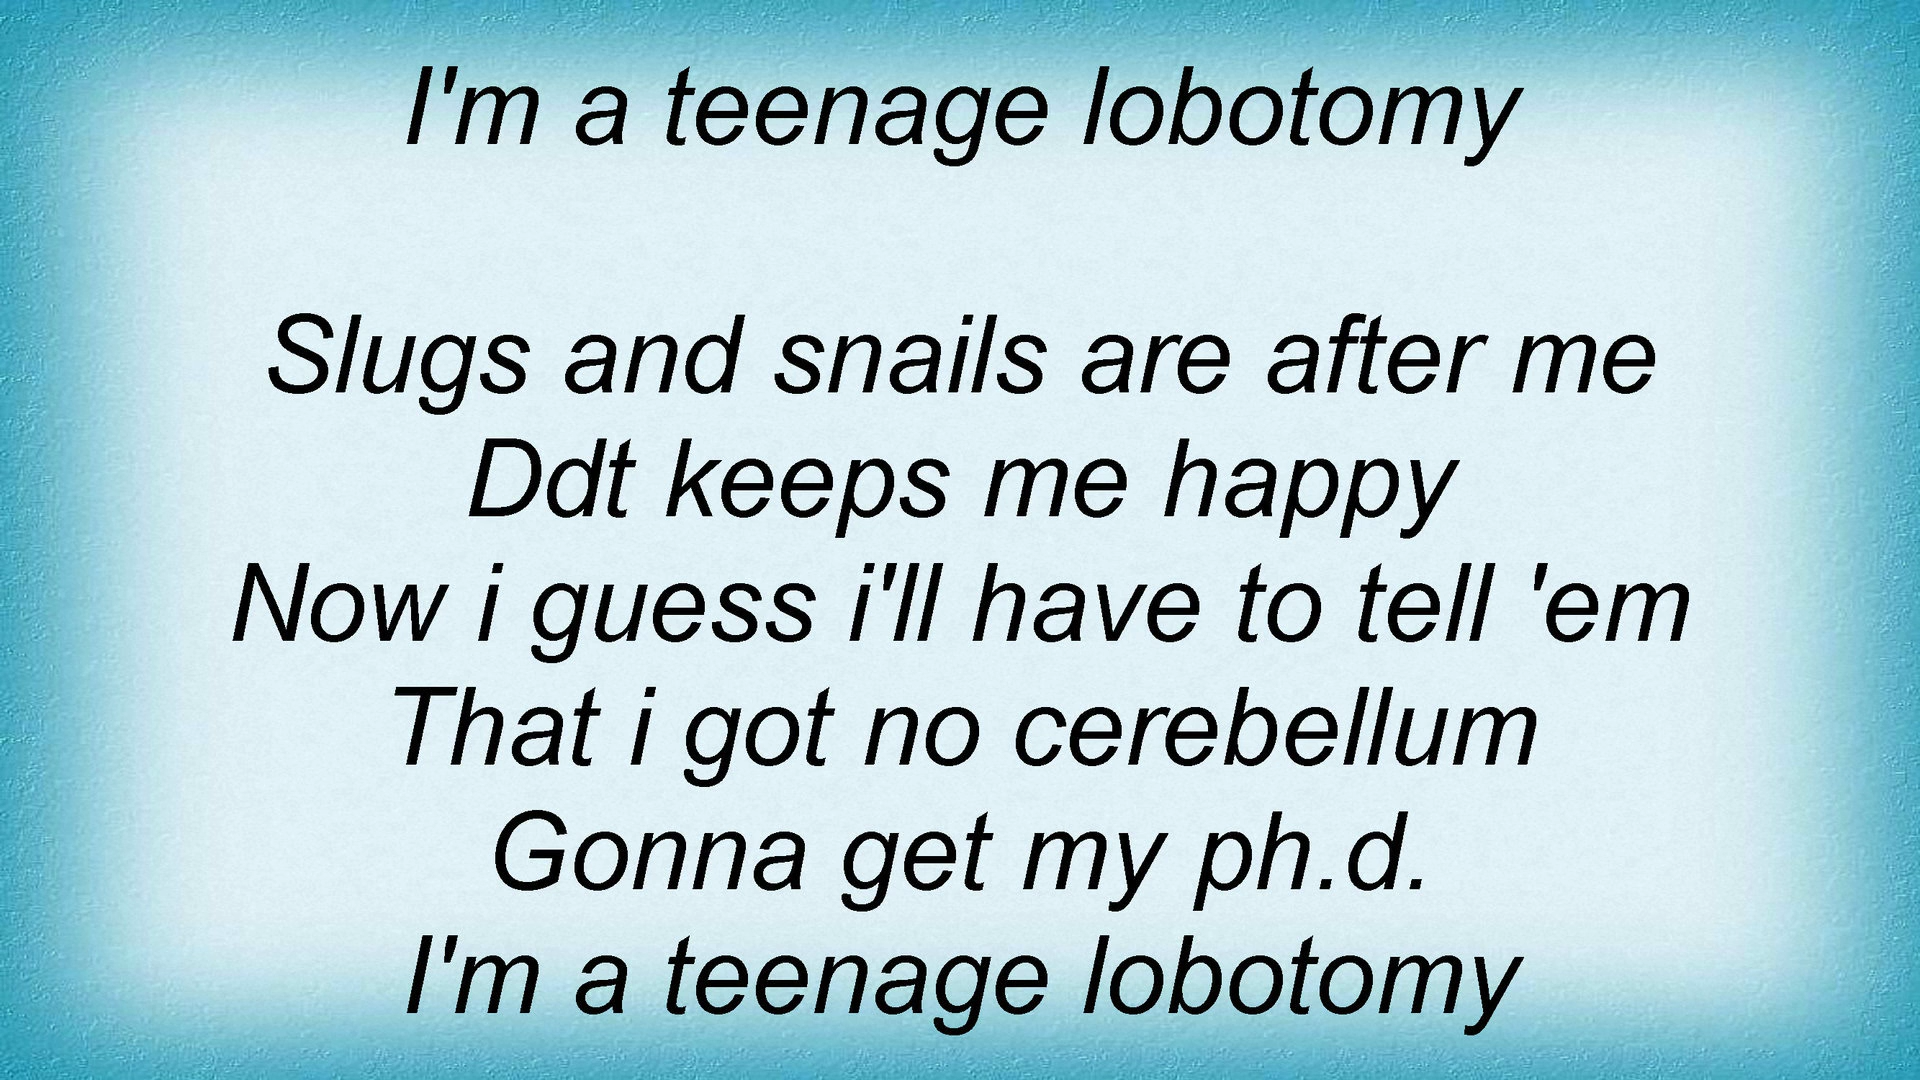 I'm a teenage lobotomy
Slugs and snails are after me
Ddt keeps me happy
Now i guess i'll have to tell 'em
That i got no cerebellum
Gonna get my ph.d.
I'm a teenage lobotomy